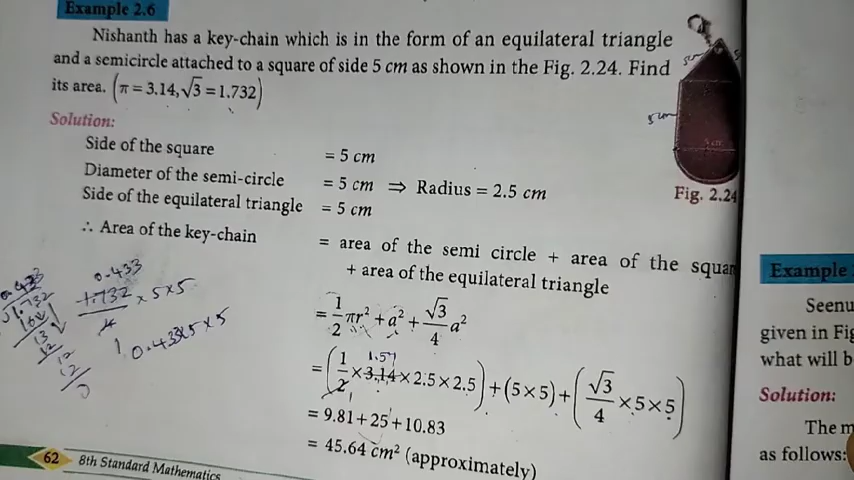 Example 2.6
Nishanth has a key-chain which is in the form of an equilateral triangle
and a semicircle attached to a square of side 5 cm as shown in the Fig. 2.24. Find
its area. (π = 3.14, √3 = 1.732)
Solution:
Side of the square = 5 cm
Diameter of the semi-circle = 5 cm ⇒ Radius = 2.5 cm
Side of the equilateral triangle = 5 cm
∴ Area of the key-chain = area of the semi circle + area of the squar
+ area of the equilateral triangle
= 1/2 πr² + a² + √3/4 a²
1.57
= (1/2 × 3.14 × 2.5 × 2.5) + (5 × 5) + (√3/4 × 5 × 5)
= 9.81 + 25 + 10.83
= 45.64 cm² (approximately)
0.433
1.732/4 × 5 × 5
0.433 × 5 × 5
62 8th Standard Mathematics
5 cm
5 cm
Fig. 2.24
Example
Seenu
given in Fig
what will b
Solution:
The m
as follows: